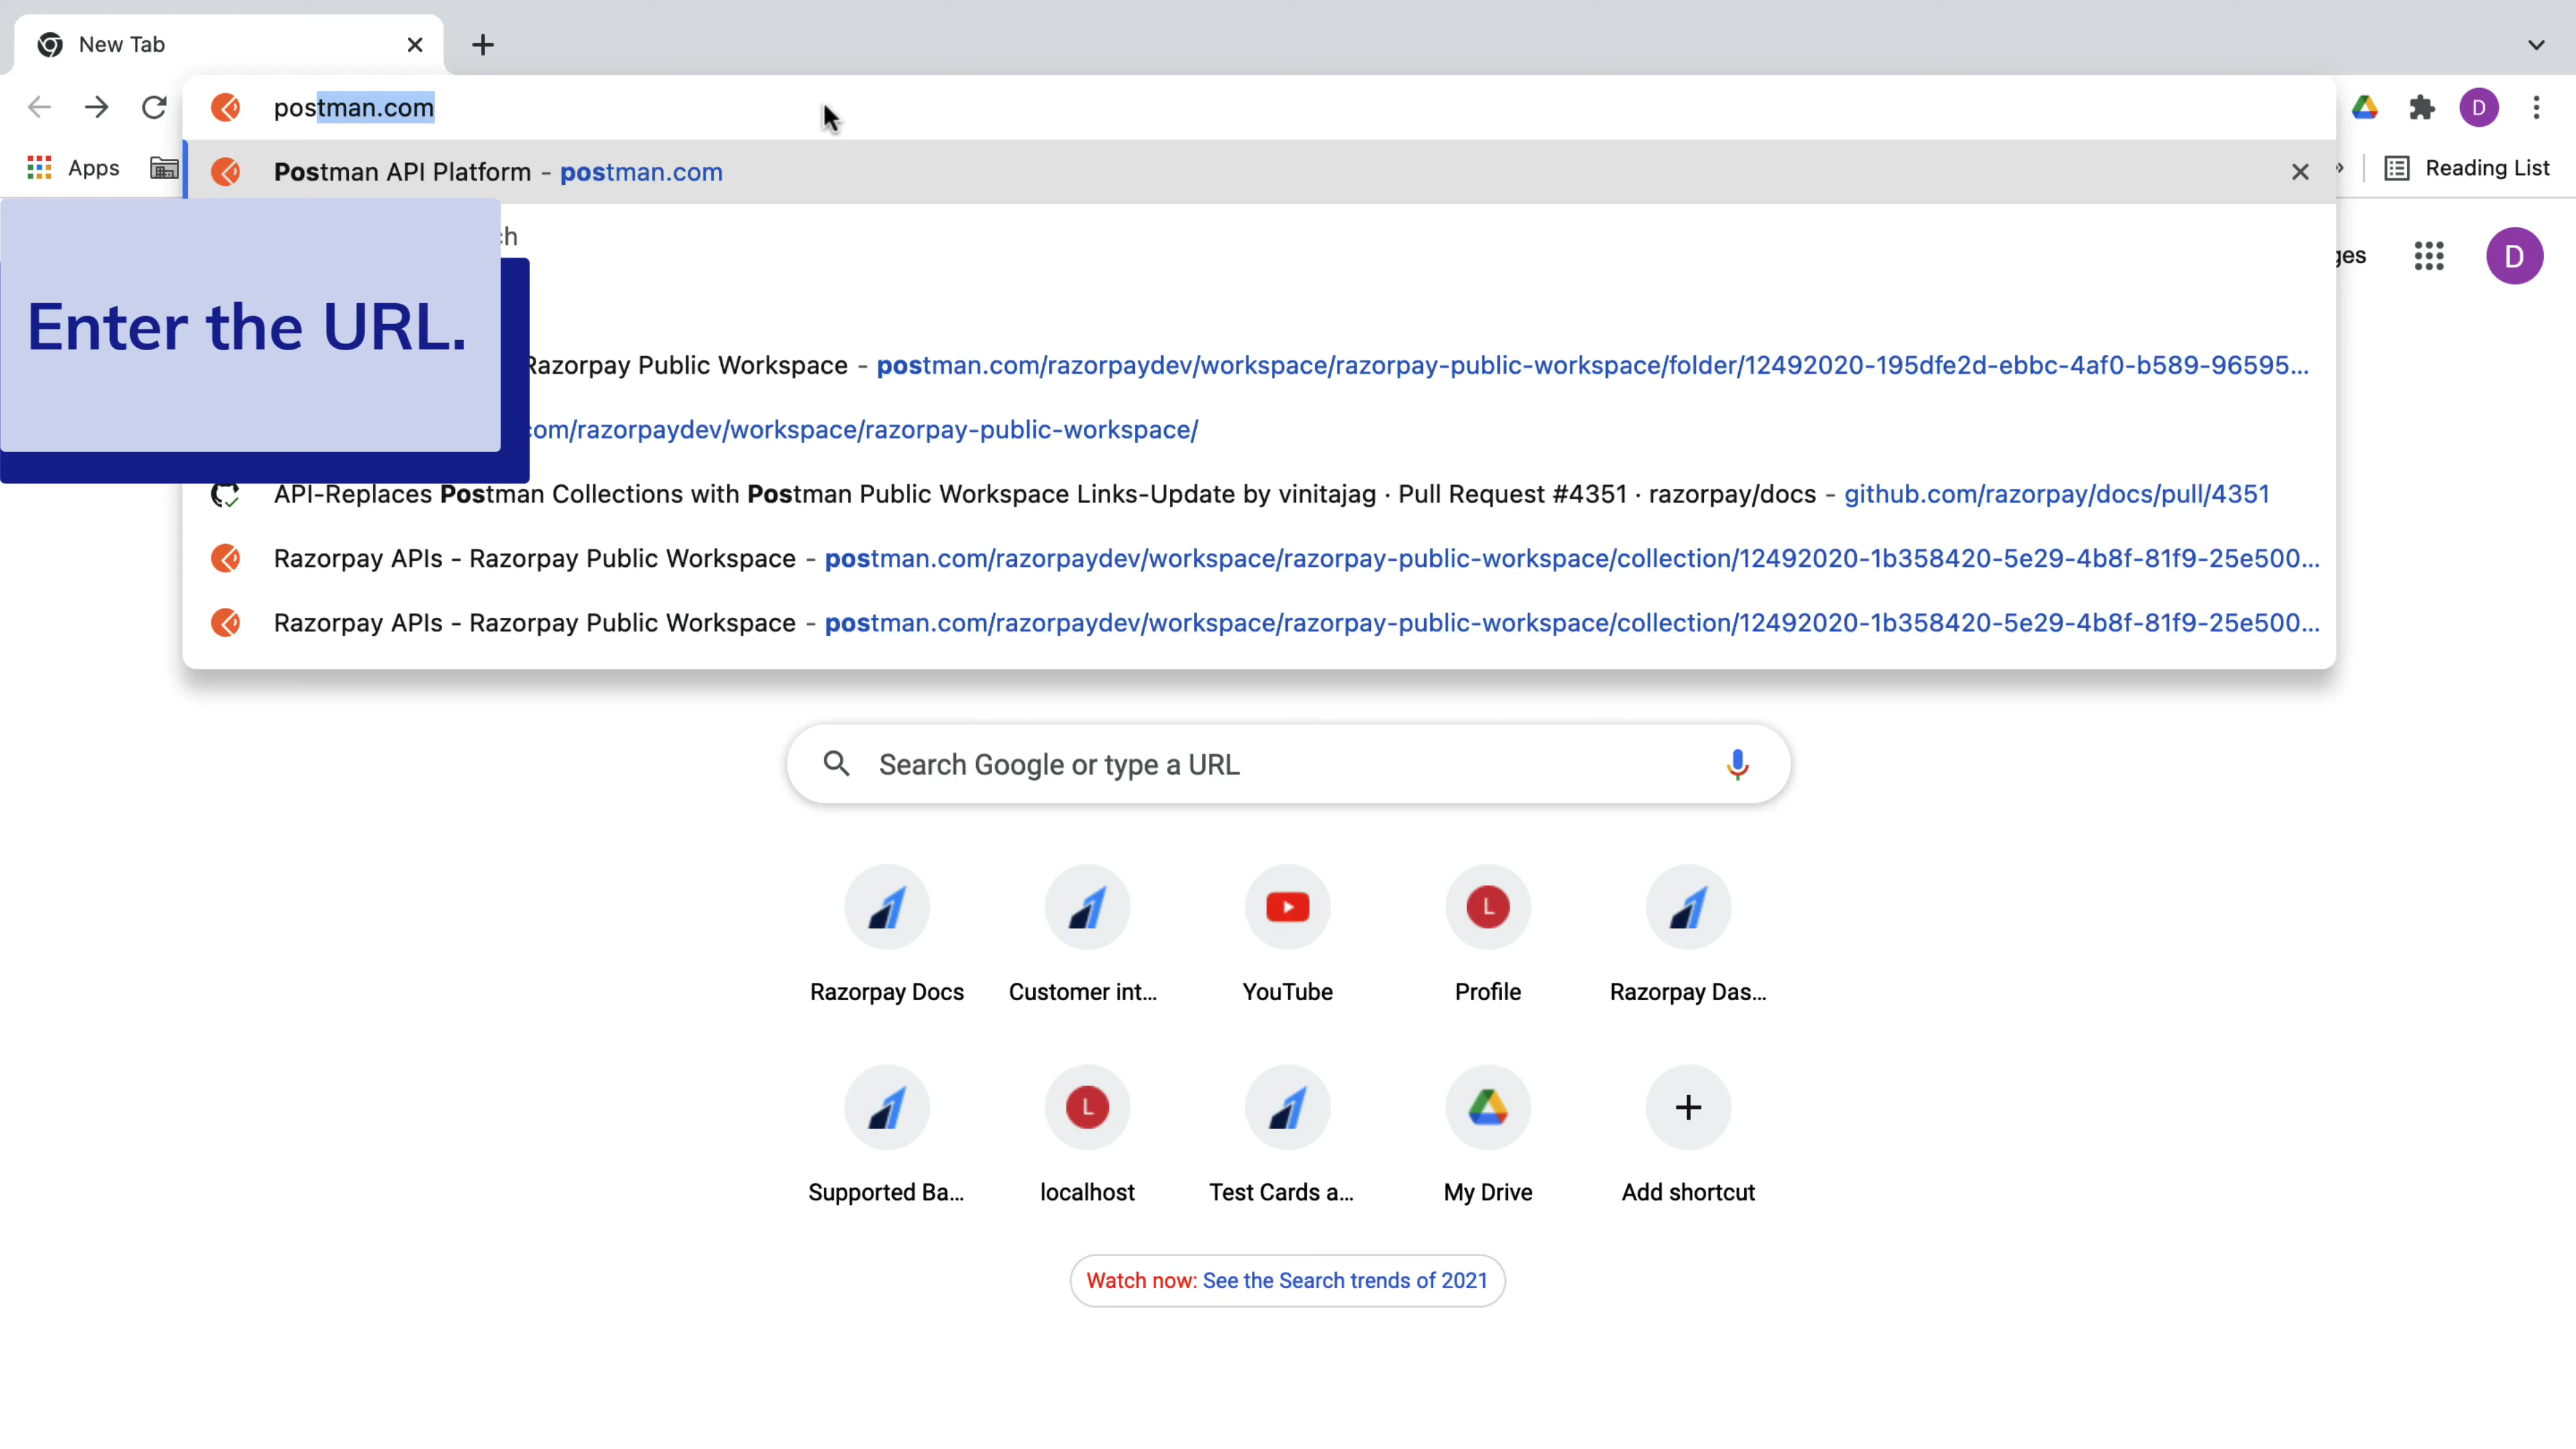 New Tab
postman.com
Postman API Platform - postman.com
Apps
Reading List
Enter the URL.
Razorpay Public Workspace - postman.com/razorpaydev/workspace/razorpay-public-workspace/folder/12492020-195dfe2d-ebbc-4af0-b589-96595...
com/razorpaydev/workspace/razorpay-public-workspace/
API-Replaces Postman Collections with Postman Public Workspace Links-Update by vinitajag · Pull Request #4351 · razorpay/docs - github.com/razorpay/docs/pull/4351
Razorpay APIs - Razorpay Public Workspace - postman.com/razorpaydev/workspace/razorpay-public-workspace/collection/12492020-1b358420-5e29-4b8f-81f9-25e500...
Razorpay APIs - Razorpay Public Workspace - postman.com/razorpaydev/workspace/razorpay-public-workspace/collection/12492020-1b358420-5e29-4b8f-81f9-25e500...
D
D
Search Google or type a URL
L
Razorpay Docs
Customer int...
YouTube
Profile
Razorpay Das...
L
Supported Ba...
localhost
Test Cards a...
My Drive
Add shortcut
Watch now: See the Search trends of 2021